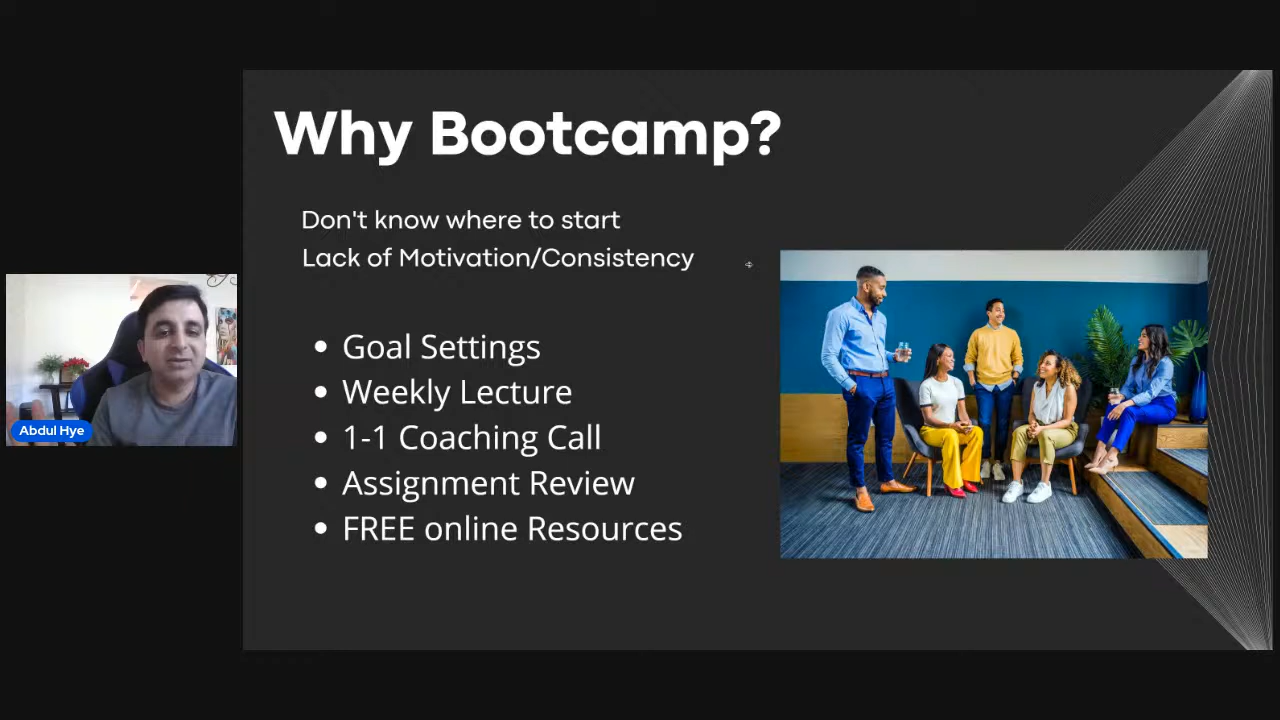 Why Bootcamp?
Don't know where to start
Lack of Motivation/Consistency
• Goal Settings
• Weekly Lecture
• 1-1 Coaching Call
• Assignment Review
• FREE online Resources
Abdul Hye